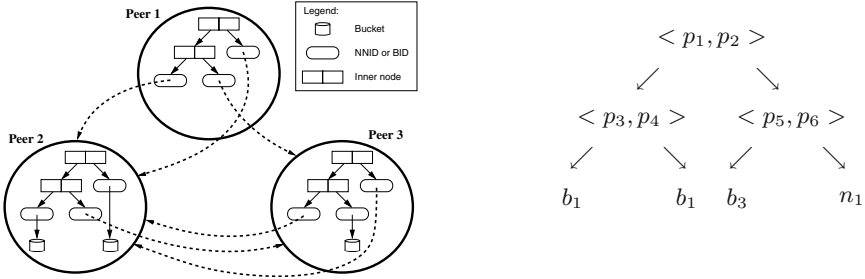 Peer 1
Legend:
Bucket
NNID or BID
Inner node
Peer 2
Peer 3
< p₁, p₂ >
< p₃, p₄ > < p₅, p₆ >
b₁ b₁ b₃ n₁